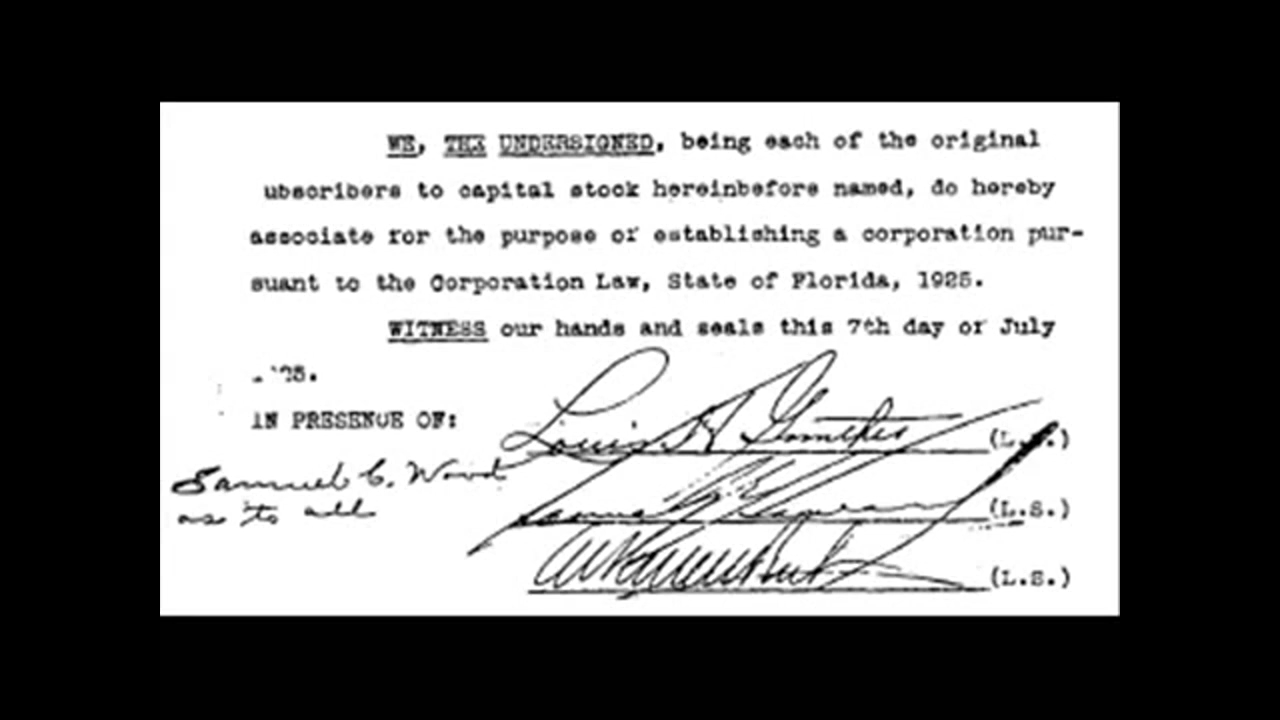 WE, THE UNDERSIGNED, being each of the original
ubscribers to capital stock hereinbefore named, do hereby
associate for the purpose of establishing a corporation pur-
suant to the Corporation Law, State of Florida, 1925.
WITNESS our hands and seals this 7th day of July
25.
IN PRESENCE OF:
Louis A (L.S.)
Samuel C. Ward
as to all
(L.S.)
(L.S.)